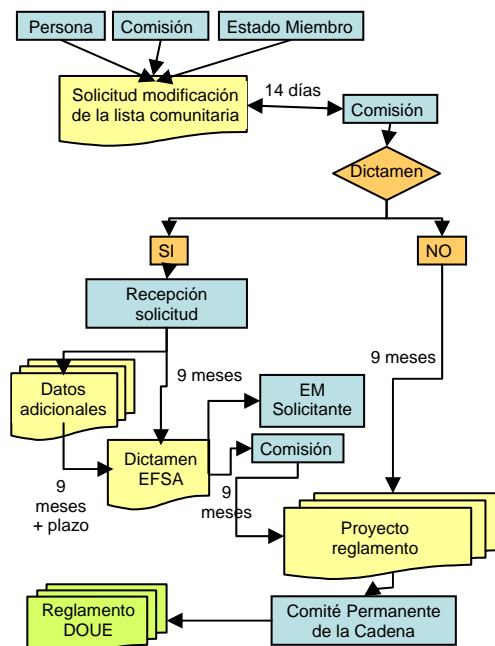 Persona
Comisión
Estado Miembro
Solicitud modificación
de la lista comunitaria
14 días
Comisión
Dictamen
SI
NO
Recepción
solicitud
9 meses
Datos
adicionales
9 meses
EM
Solicitante
Dictamen
EFSA
Comisión
9
meses
+ plazo
9
meses
Proyecto
reglamento
Reglamento
DOUE
Comité Permanente
de la Cadena